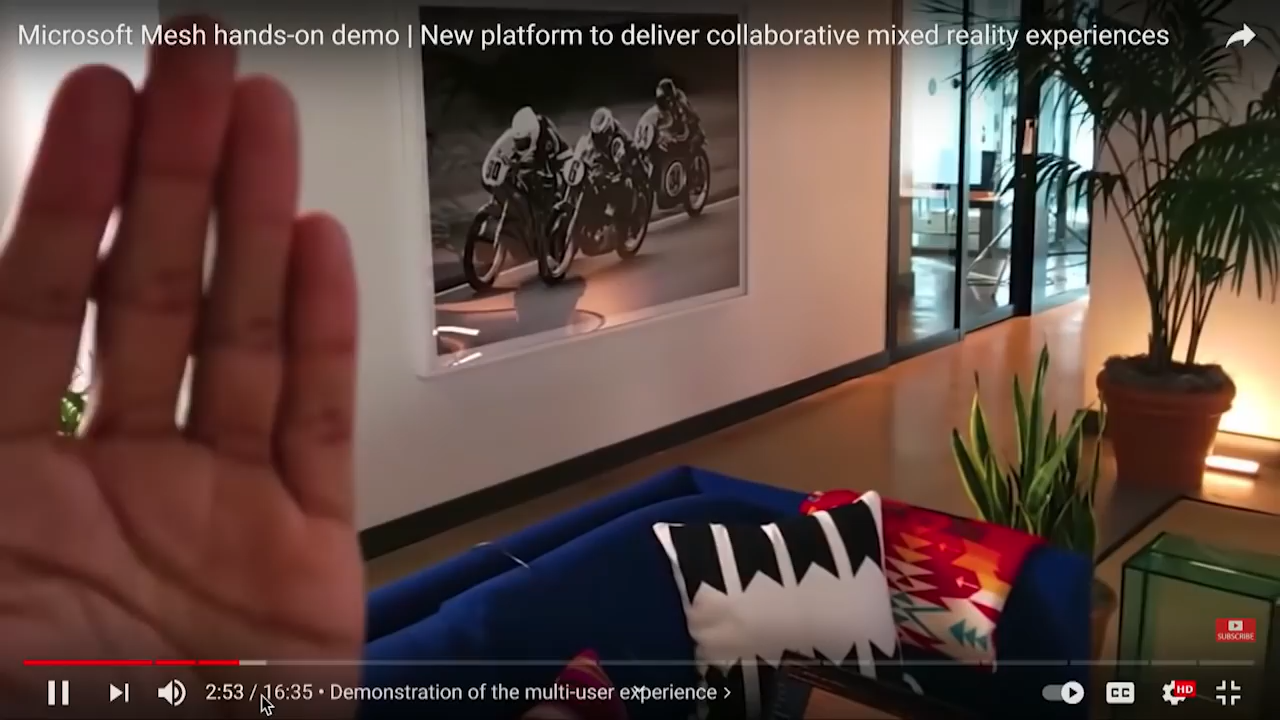 Microsoft Mesh hands-on demo | New platform to deliver collaborative mixed reality experiences
SUBSCRIBE
2:53 / 16:35 • Demonstration of the multi-user experience
CC
HD